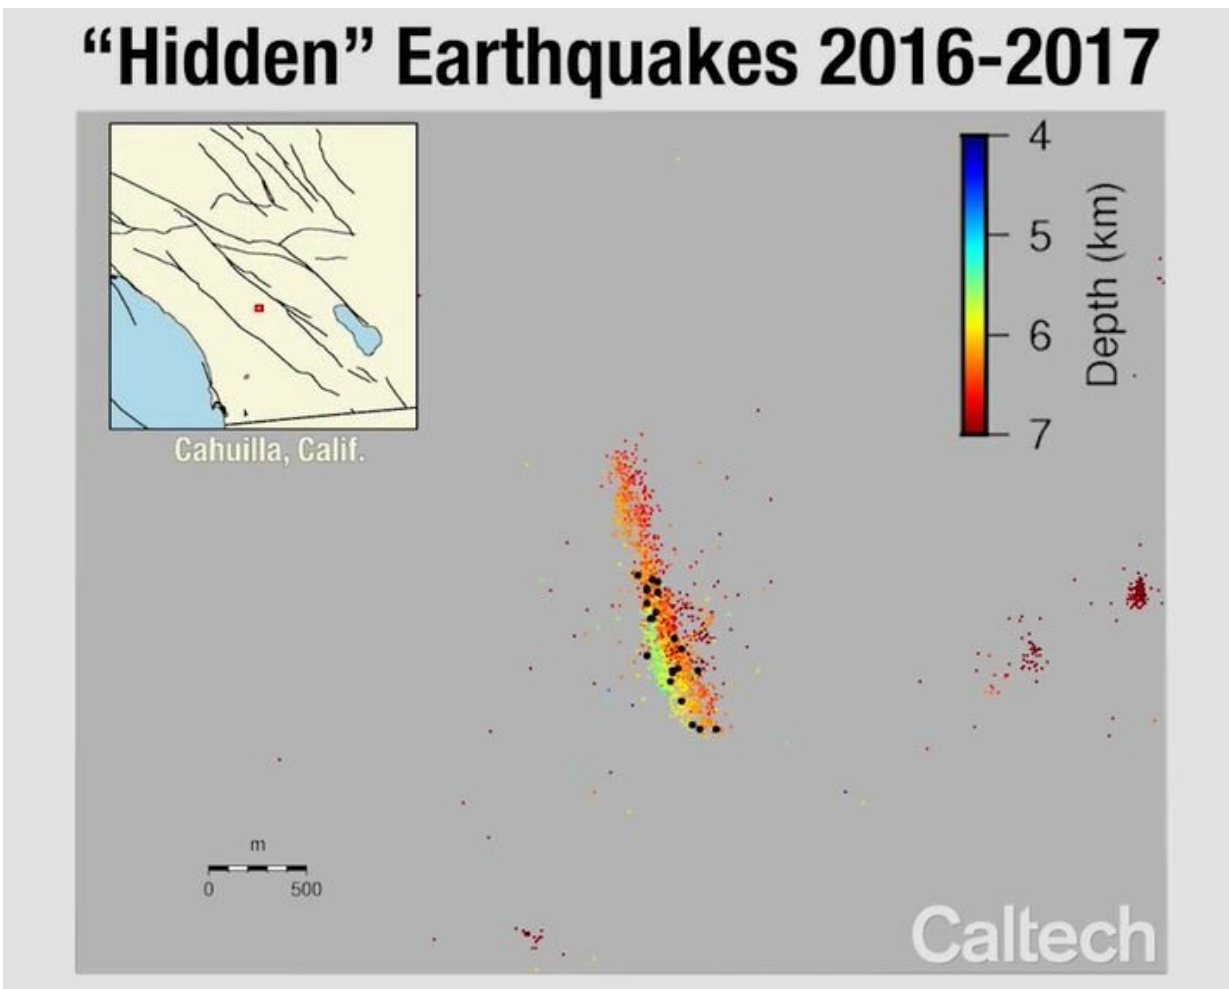 “Hidden” Earthquakes 2016-2017
4
5
6
7
Depth (km)
Cahuilla, Calif.
m
0 500
Caltech